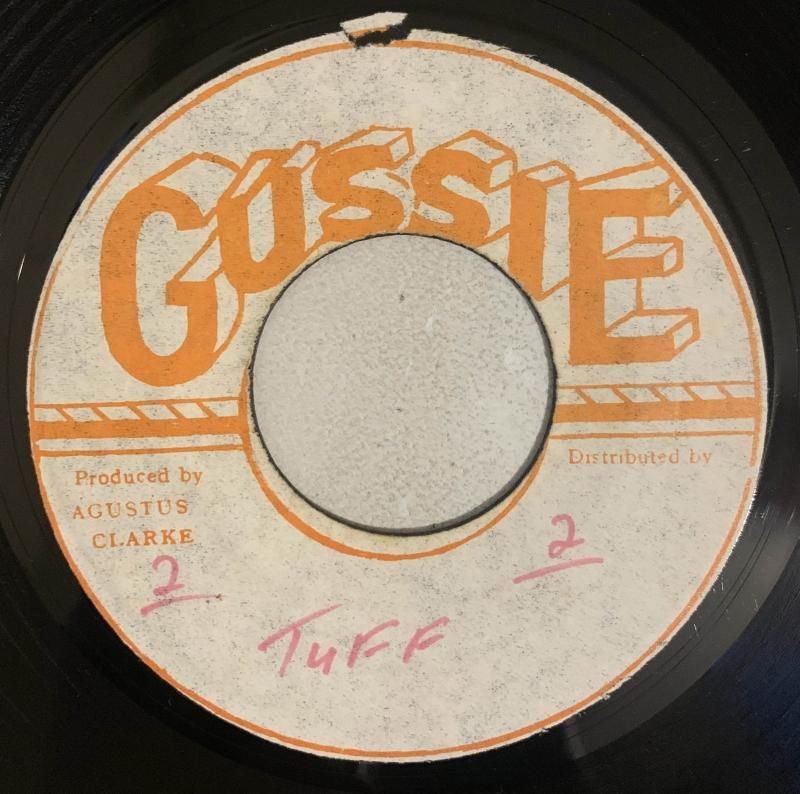 GUSSIE
Produced by
AGUSTUS
CLARKE
Distributed by
2
2
TUFF